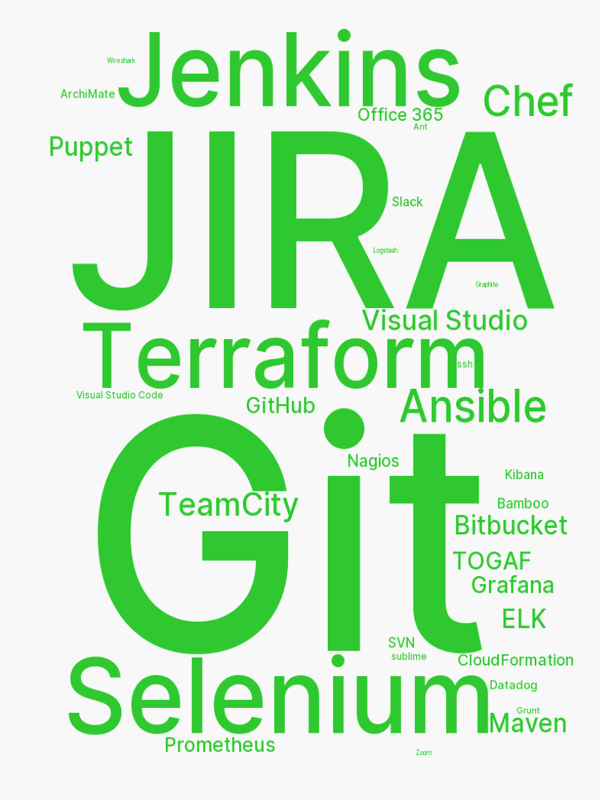 Jenkins
Wireshark
ArchiMate
Chef
Office 365
Ant
Puppet
JIRA
Slack
Logstash
Graphite
Visual Studio
Terraform
ssh
Visual Studio Code
GitHub
Ansible
Git
Nagios
Kibana
TeamCity
Bamboo
Bitbucket
TOGAF
Grafana
ELK
SVN
sublime
CloudFormation
Selenium
Datadog
Grunt
Maven
Prometheus
Zoom